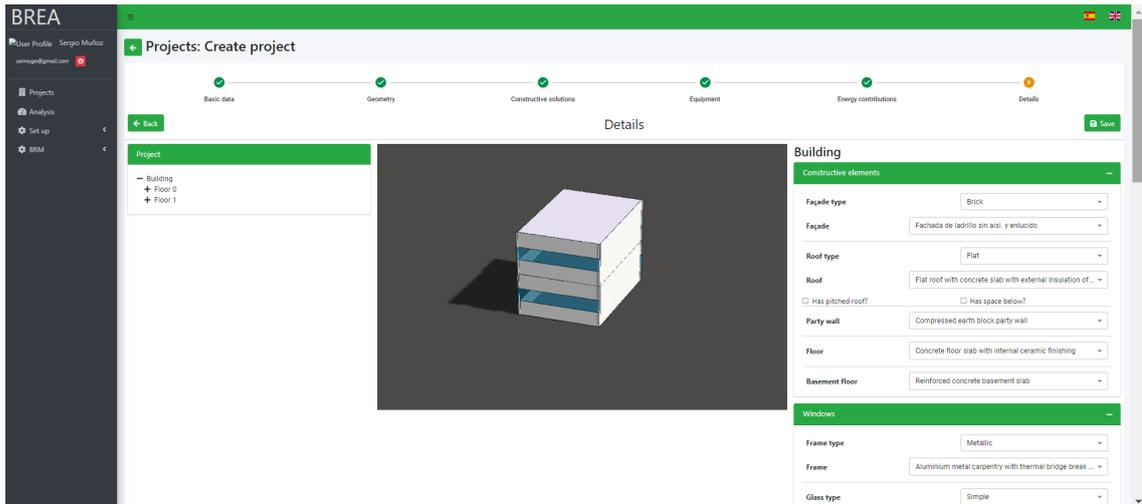 BREA
User Profile Sergio Muñoz
senmugo@gmail.com
Projects
Analysis
Set up
BRM
Projects: Create project
Basic data
Geometry
Constructive solutions
Equipment
Energy contributions
6
Details
Back
Details
Save
Project
Building
Floor 0
Floor 1
Building
Constructive elements
Façade type Brick
Façade Fachada de ladrillo sin aisl. y enlucido
Roof type Flat
Roof Flat roof with concrete slab with external insulation of...
Has pitched roof? Has space below?
Party wall Compressed earth block party wall
Floor Concrete floor slab with internal ceramic finishing
Basement floor Reinforced concrete basement slab
Windows
Frame type Metallic
Frame Aluminium metal carpentry with thermal bridge break ...
Glass type Simple